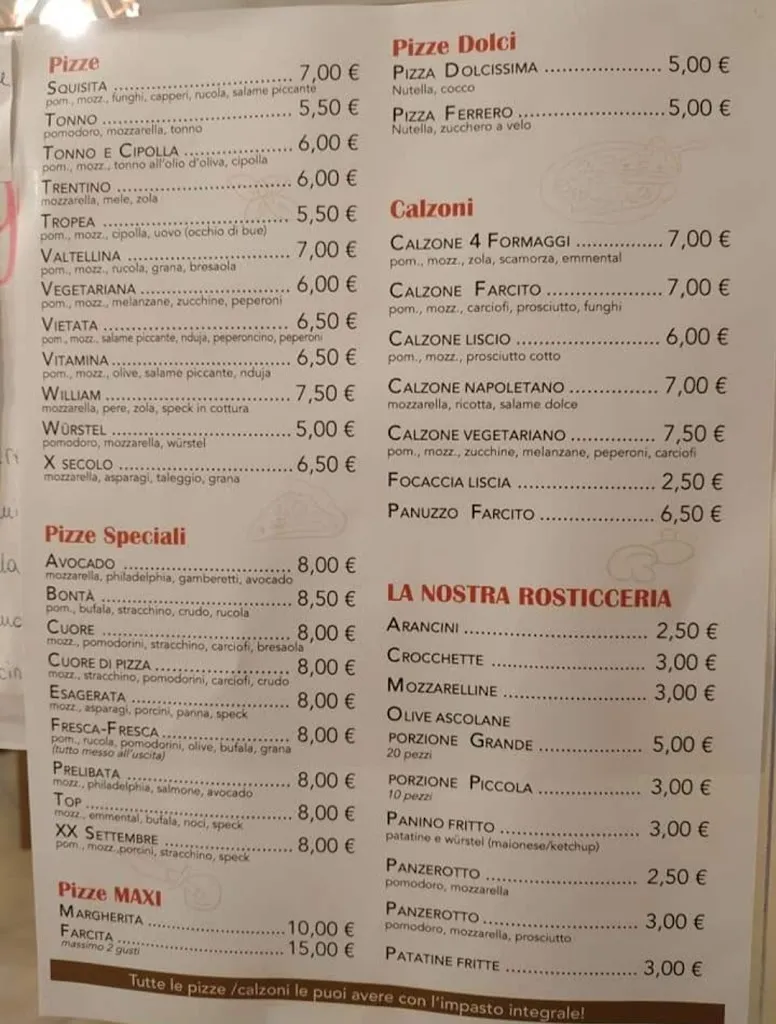 Pizze
Squisita ........ 7,00 €
pom., mozz., funghi, capperi, rucola, salame piccante
Tonno ........ 5,50 €
pomodoro, mozzarella, tonno
Tonno e Cipolla ........ 6,00 €
pom., mozz., tonno all'olio d'oliva, cipolla
Trentino ........ 6,00 €
mozzarella, mele, zola
Tropea ........ 5,50 €
pom., mozz., cipolla, uovo (occhio di bue)
Valtellina ........ 7,00 €
pom., mozz., rucola, grana, bresaola
Vegetariana ........ 6,00 €
pom., mozz., melanzane, zucchine, peperoni
Vietata ........ 6,50 €
pom., mozz., salame piccante, nduja, peperoncino, peperoni
Vitamina ........ 6,50 €
pom., mozz., olive, salame piccante, nduja
William ........ 7,50 €
mozzarella, pere, zola, speck in cottura
Würstel ........ 5,00 €
pomodoro, mozzarella, würstel
X secolo ........ 6,50 €
mozzarella, asparagi, taleggio, grana
Pizze Speciali
Avocado ........ 8,00 €
mozzarella, philadelphia, gamberetti, avocado
Bontà ........ 8,50 €
pom., bufala, stracchino, crudo, rucola
Cuore ........ 8,00 €
mozz., pomodorini, stracchino, carciofi, bresaola
Cuore di pizza ........ 8,00 €
mozz., stracchino, pomodorini, carciofi, crudo
Esagerata ........ 8,00 €
mozz., asparagi, porcini, panna, speck
Fresca-Fresca ........ 8,00 €
pom., rucola, pomodorini, olive, bufala, grana
(tutto messo all'uscita)
Prelibata ........ 8,00 €
mozz., philadelphia, salmone, avocado
Top ........ 8,00 €
mozz., emmental, bufala, noci, speck
XX Settembre ........ 8,00 €
pom., mozz.,porcini, stracchino, speck
Pizze MAXI
Margherita ........ 10,00 €
Farcita ........ 15,00 €
massimo 2 gusti
Pizze Dolci
Pizza Dolcissima ........ 5,00 €
Nutella, cocco
Pizza Ferrero ........ 5,00 €
Nutella, zucchero a velo
Calzoni
Calzone 4 Formaggi ........ 7,00 €
pom., mozz., zola, scamorza, emmental
Calzone Farcito ........ 7,00 €
pom., mozz., carciofi, prosciutto, funghi
Calzone liscio ........ 6,00 €
pom., mozz., prosciutto cotto
Calzone napoletano ........ 7,00 €
mozzarella, ricotta, salame dolce
Calzone vegetariano ........ 7,50 €
pom., mozz., zucchine, melanzane, peperoni, carciofi
Focaccia liscia ........ 2,50 €
Panuzzo Farcito ........ 6,50 €
LA NOSTRA ROSTICCERIA
Arancini ........ 2,50 €
Crocchette ........ 3,00 €
Mozzarelline ........ 3,00 €
Olive ascolane
porzione Grande ........ 5,00 €
20 pezzi
porzione Piccola ........ 3,00 €
10 pezzi
Panino fritto ........ 3,00 €
patatine e würstel (maionese/ketchup)
Panzerotto ........ 2,50 €
pomodoro, mozzarella
Panzerotto ........ 3,00 €
pomodoro, mozzarella, prosciutto
Patatine fritte ........ 3,00 €
Tutte le pizze /calzoni le puoi avere con l'impasto integrale!